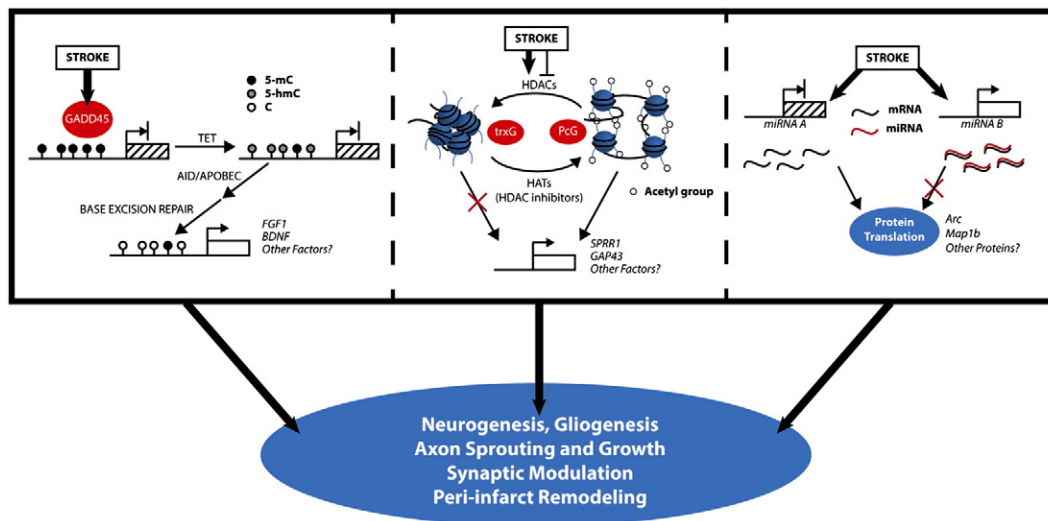 STROKE
GADD45
5-mC
5-hmC
C
TET
AID/APOBEC
BASE EXCISION REPAIR
FGF1
BDNF
Other Factors?
STROKE
HDACs
trxG
PcG
HATs
(HDAC inhibitors)
Acetyl group
SPRR1
GAP43
Other Factors?
STROKE
miRNA A
mRNA
miRNA
miRNA B
Protein
Translation
Arc
Map1b
Other Proteins?
Neurogenesis, Gliogenesis
Axon Sprouting and Growth
Synaptic Modulation
Peri-infarct Remodeling